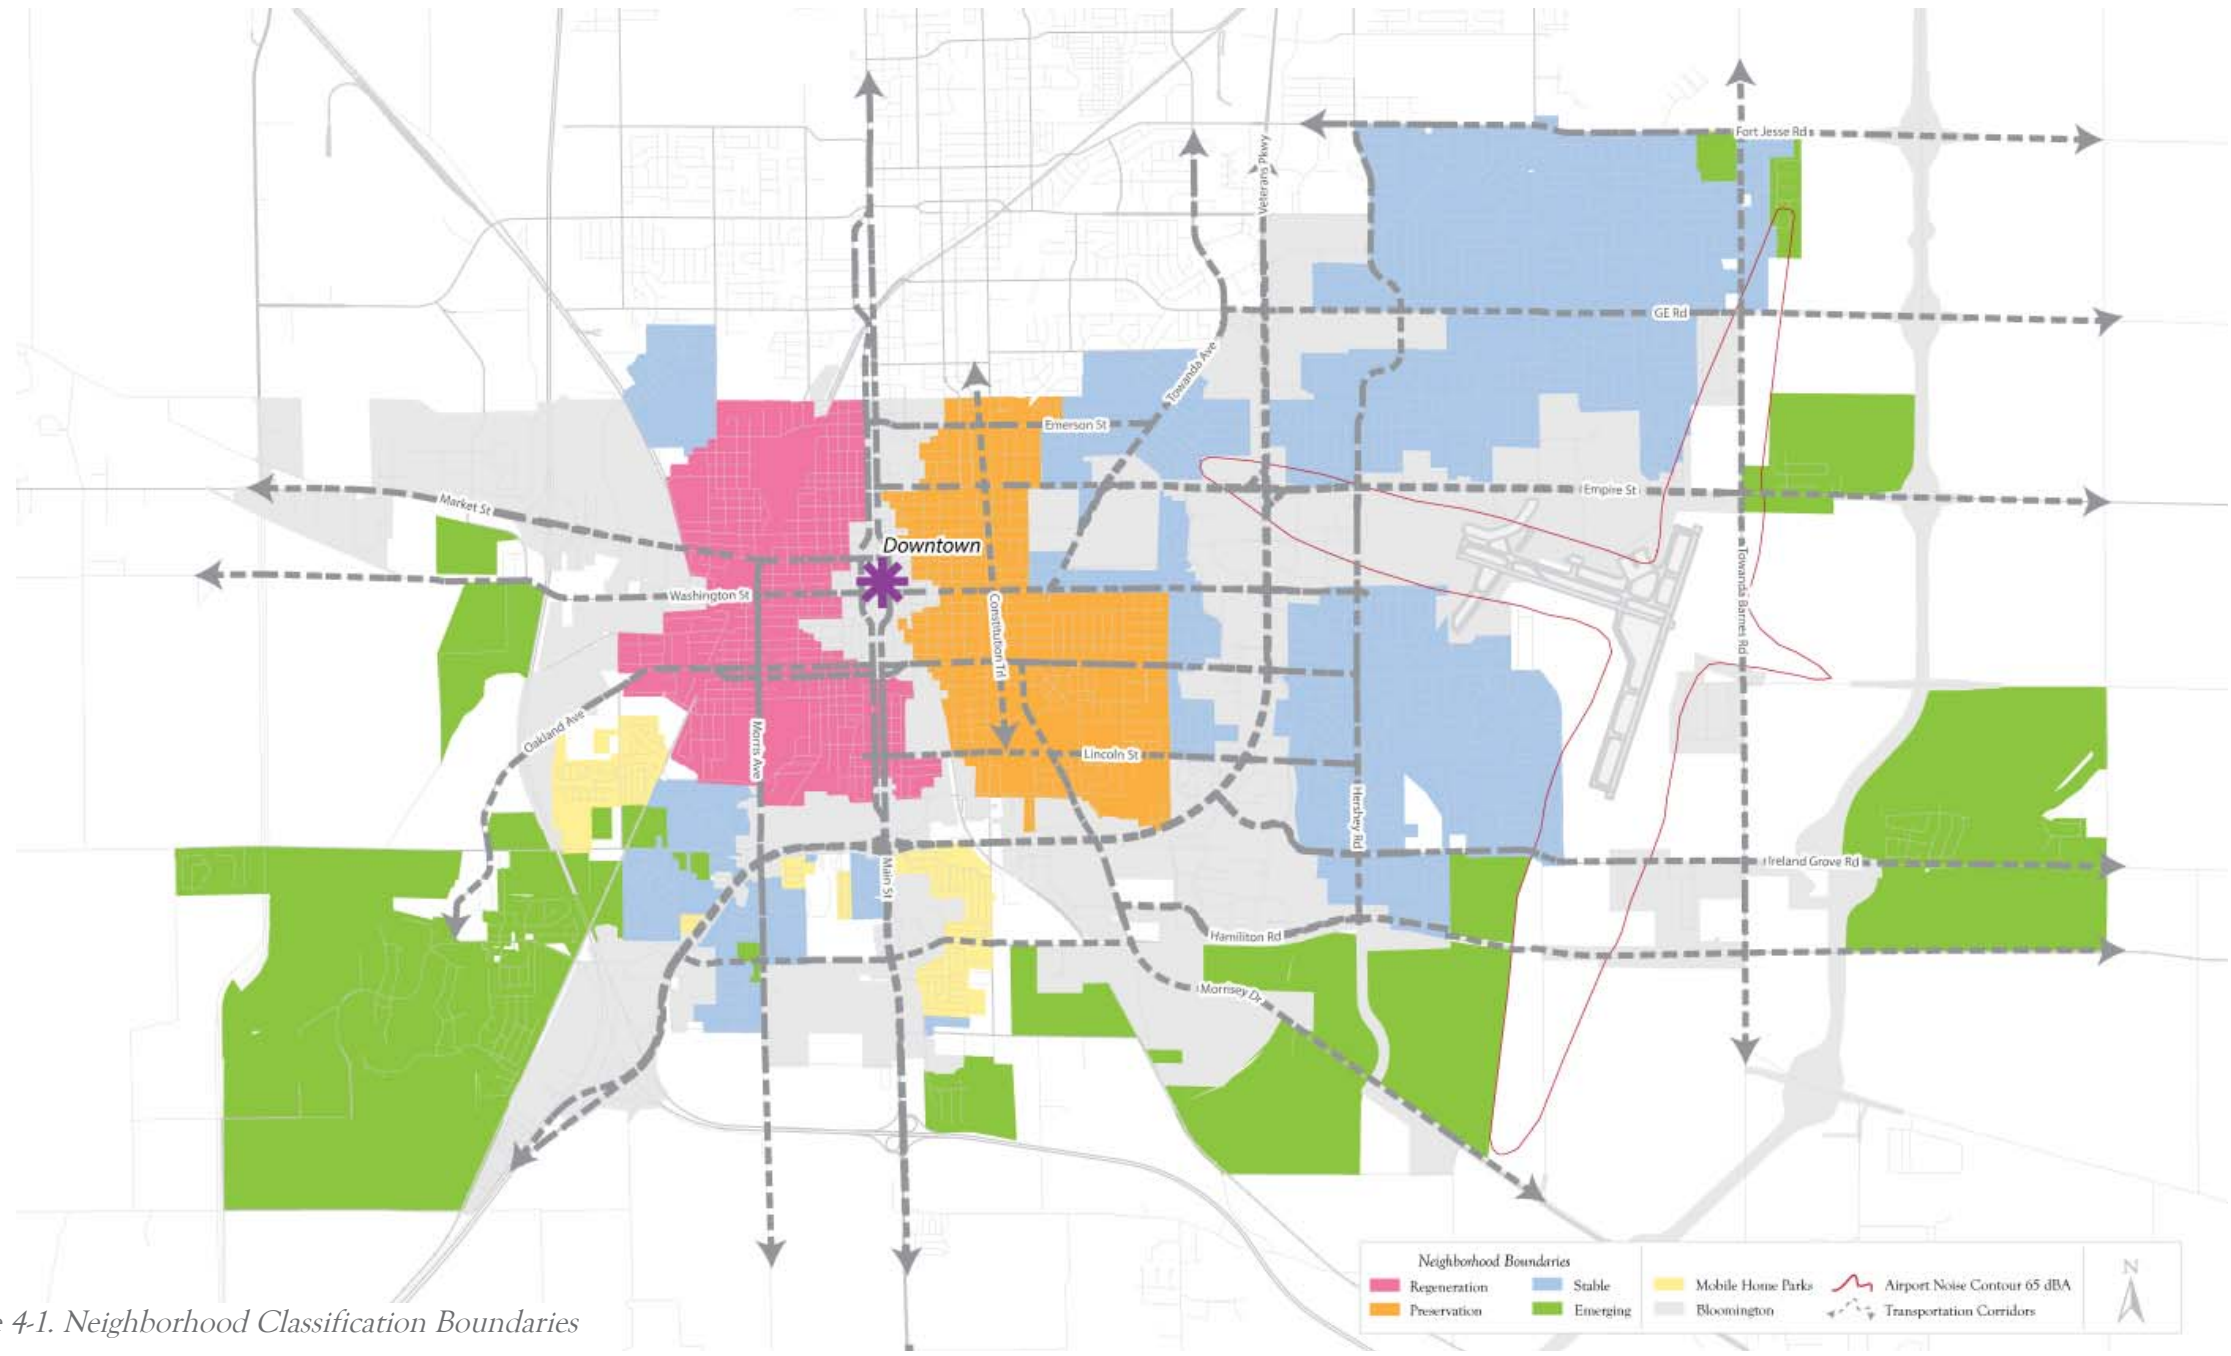 Fort Jesse Rd
Veterans Pkwy
GE Rd
Towanda Ave
Emerson St
Market St
Empire St
Downtown
Washington St
Constitution Trl
Towanda Barnes Rd
Oakland Ave
Morris Ave
Lincoln St
Hershey Rd
Main St
Ireland Grove Rd
Hamiliton Rd
Morrisey Dr
Neighborhood Boundaries
Regeneration
Stable
Mobile Home Parks
Airport Noise Contour 65 dBA
Preservation
Emerging
Bloomington
Transportation Corridors
N
4-1. Neighborhood Classification Boundaries